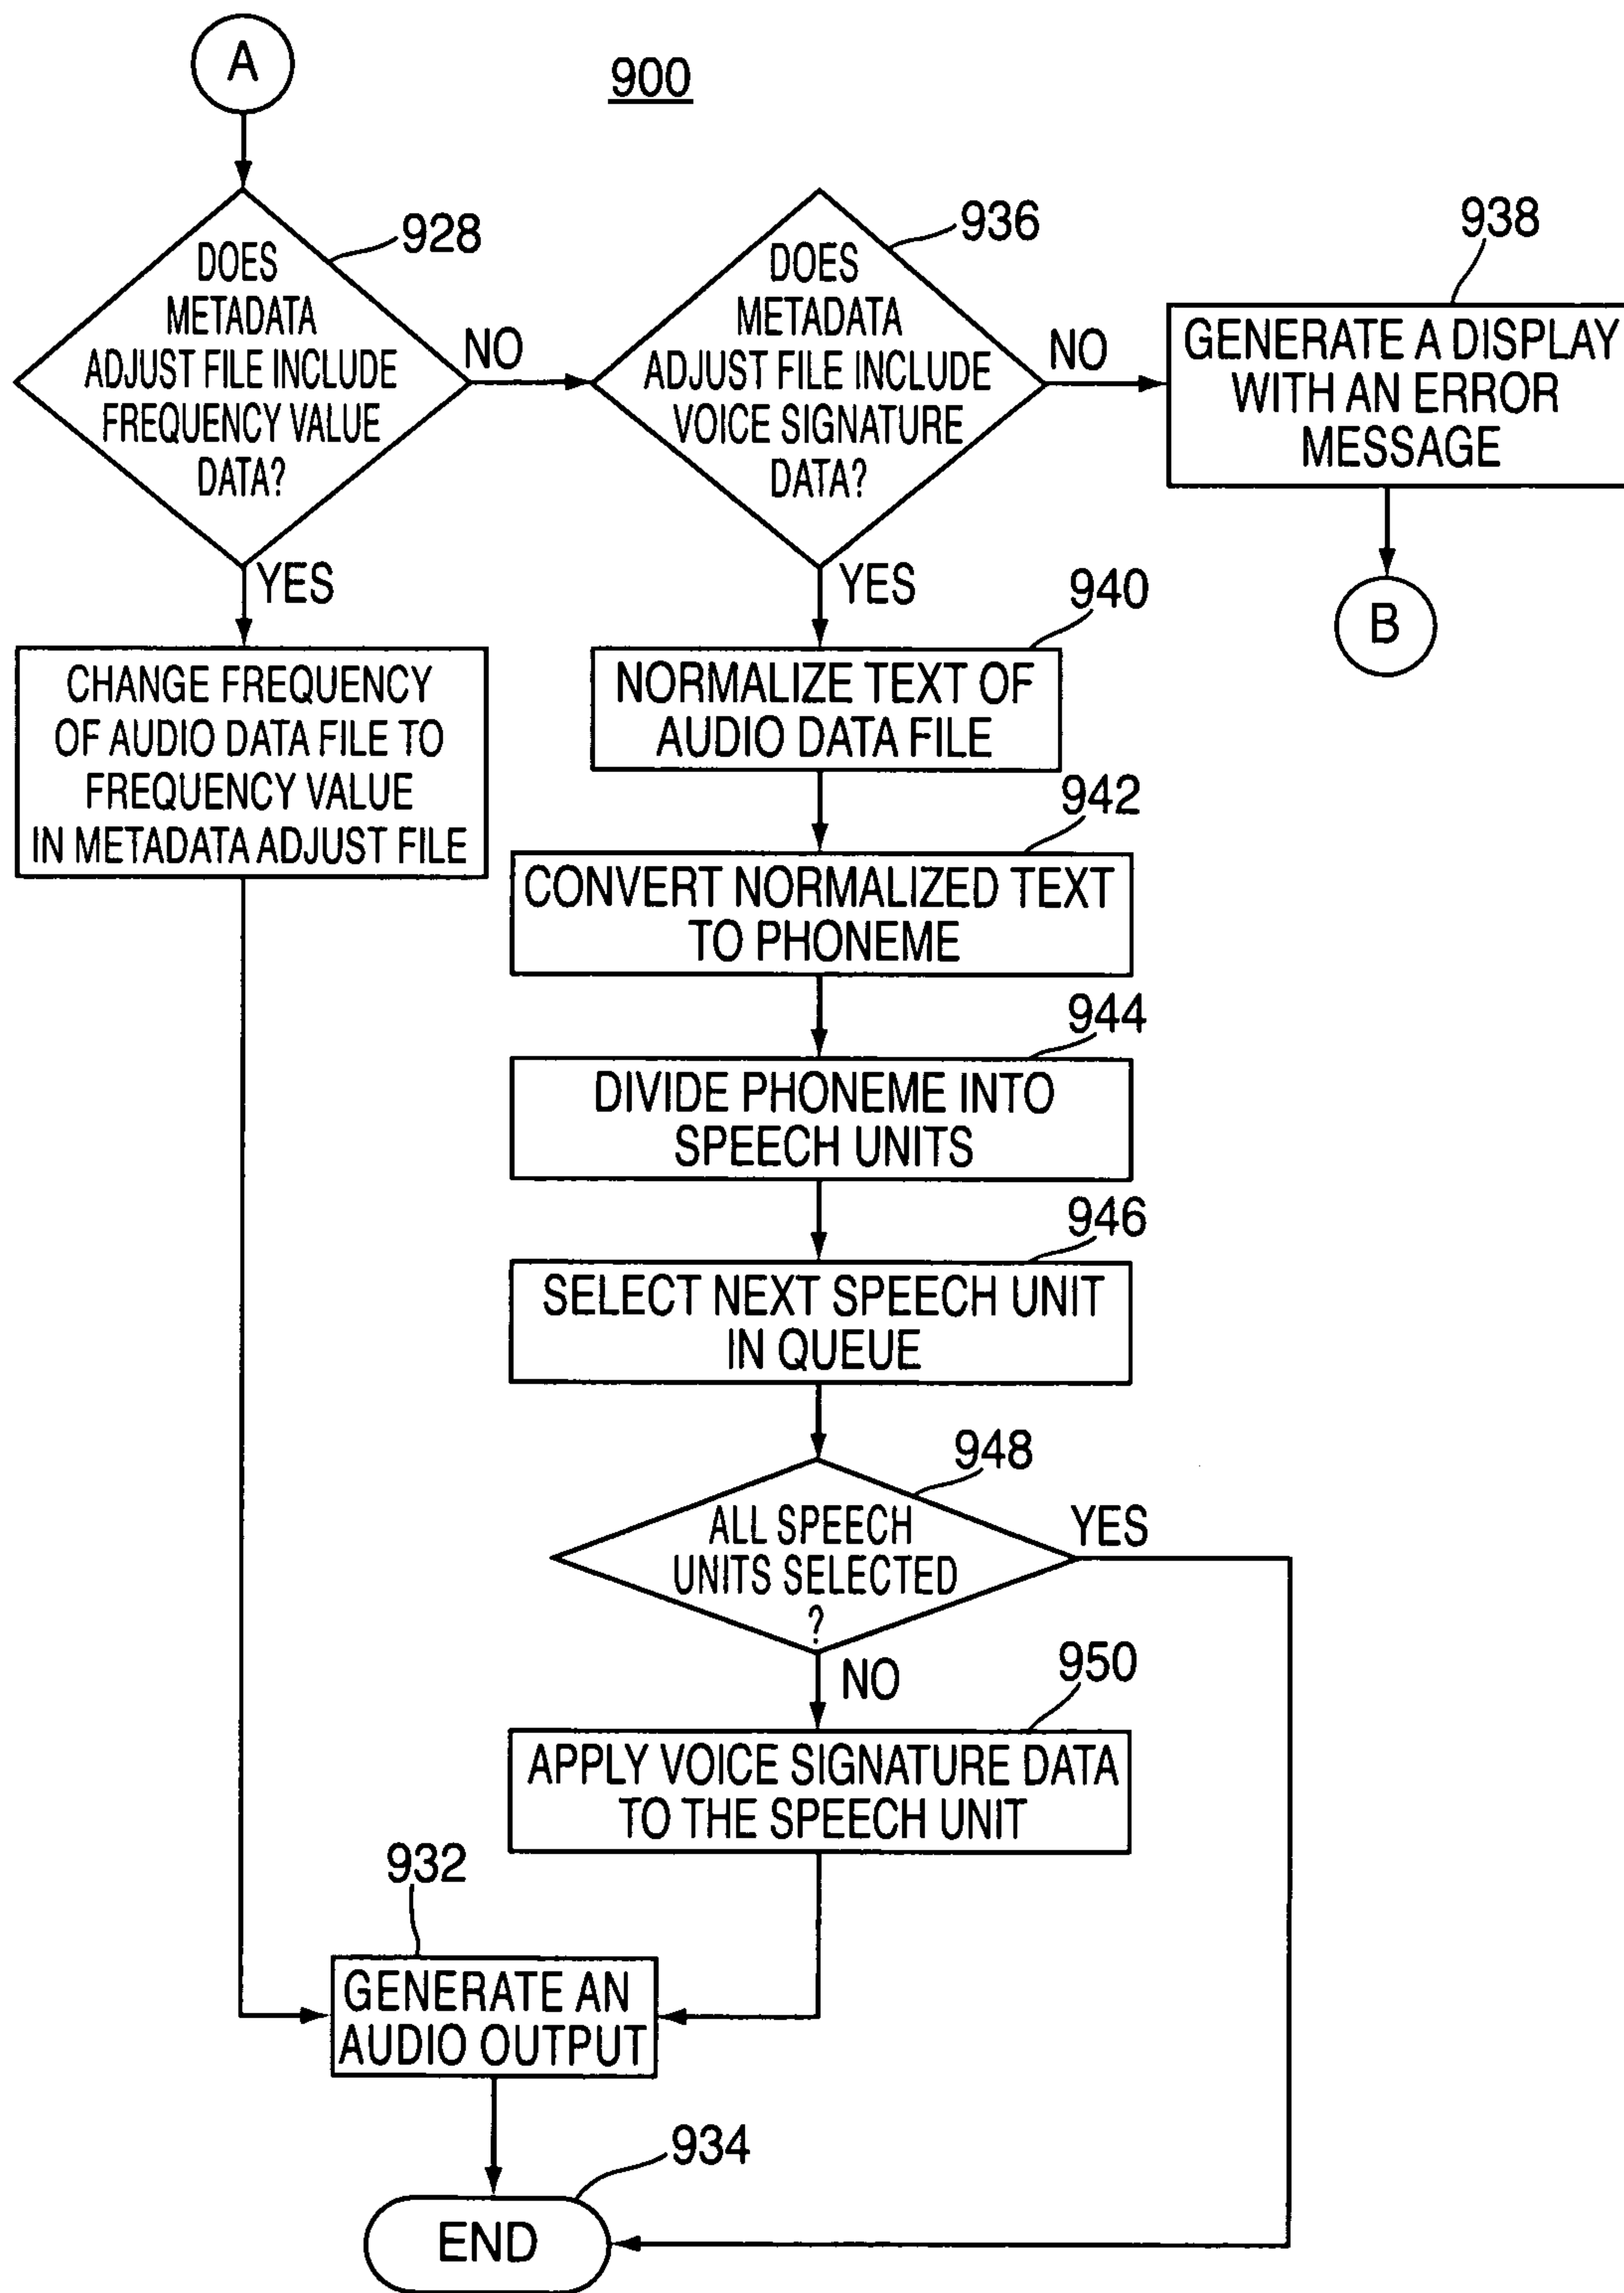 A
900
928
DOES
METADATA
ADJUST FILE INCLUDE
FREQUENCY VALUE
DATA?
NO
YES
936
DOES
METADATA
ADJUST FILE INCLUDE
VOICE SIGNATURE
DATA?
NO
YES
938
GENERATE A DISPLAY
WITH AN ERROR
MESSAGE
B
CHANGE FREQUENCY
OF AUDIO DATA FILE TO
FREQUENCY VALUE
IN METADATA ADJUST FILE
940
NORMALIZE TEXT OF
AUDIO DATA FILE
942
CONVERT NORMALIZED TEXT
TO PHONEME
944
DIVIDE PHONEME INTO
SPEECH UNITS
946
SELECT NEXT SPEECH UNIT
IN QUEUE
948
ALL SPEECH
UNITS SELECTED
?
YES
NO
950
APPLY VOICE SIGNATURE DATA
TO THE SPEECH UNIT
932
GENERATE AN
AUDIO OUTPUT
934
END